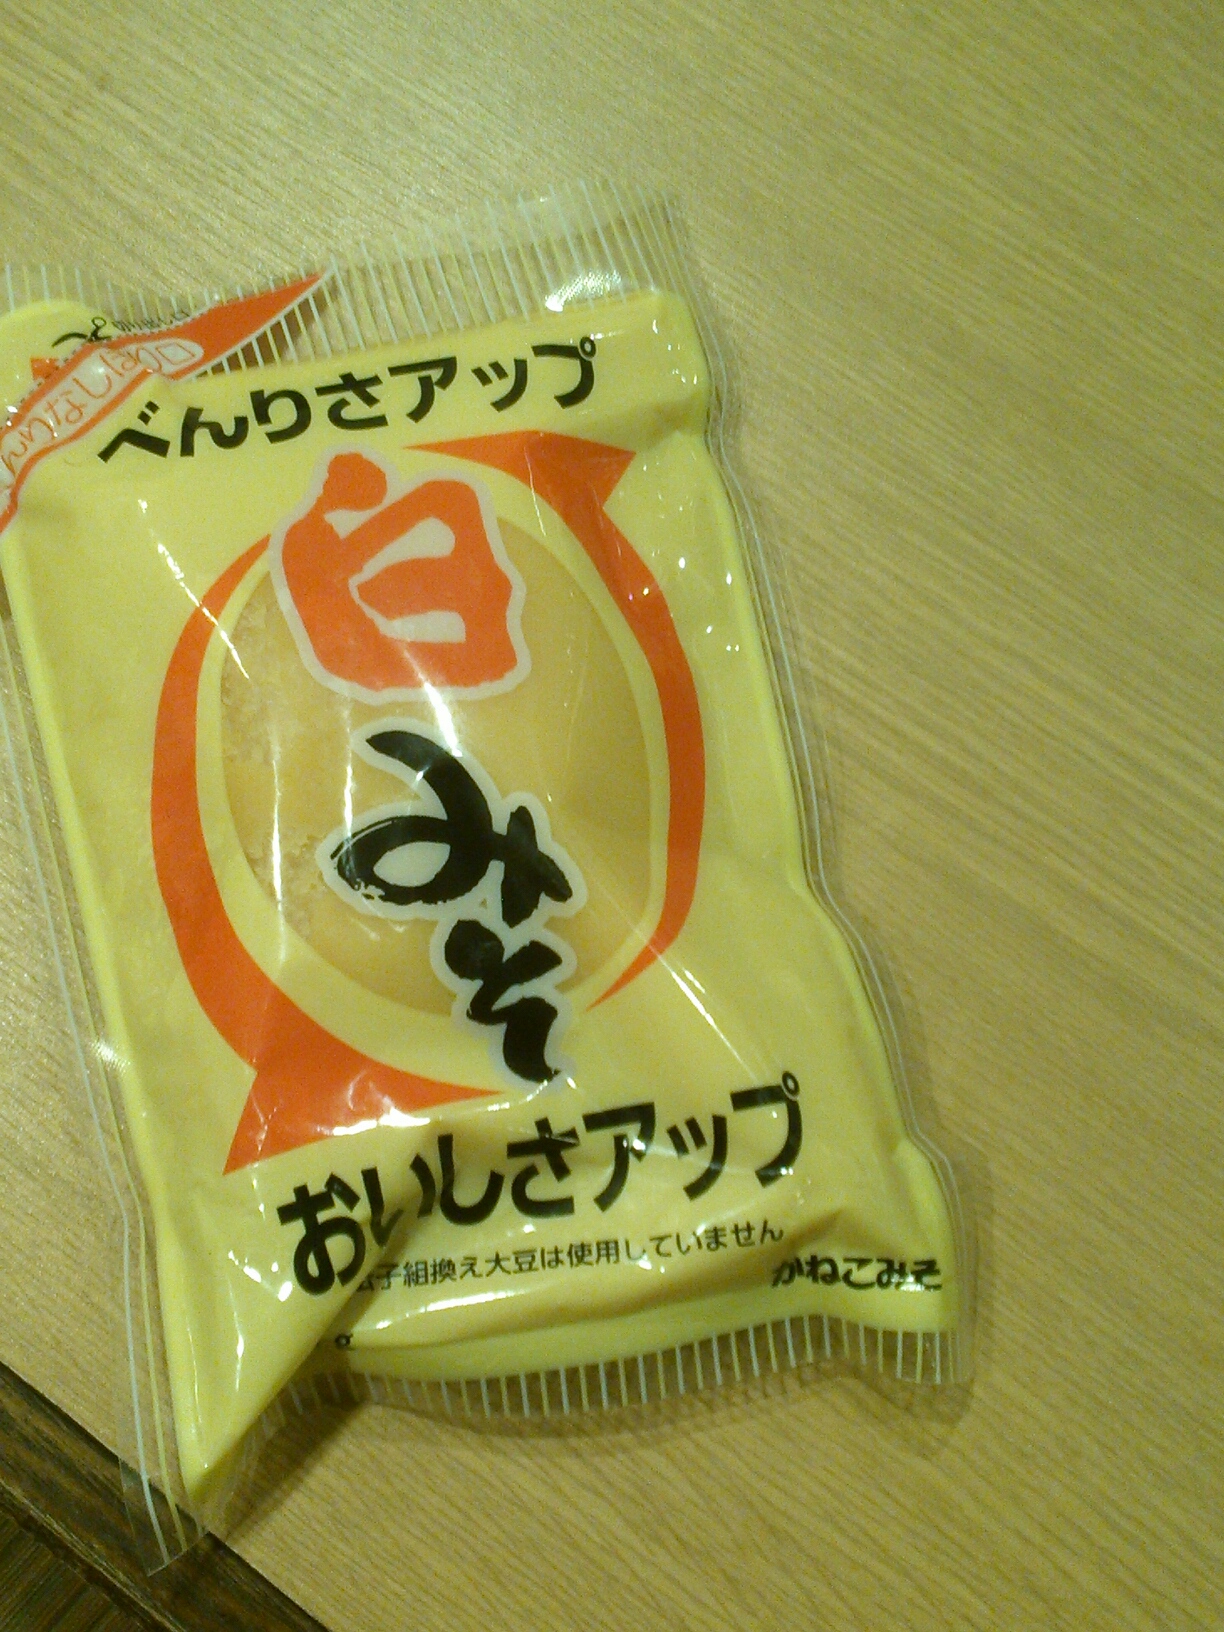 べんりさアップ
白
みそ
おいしさアップ
子組換え大豆は使用していません
かねこみそ